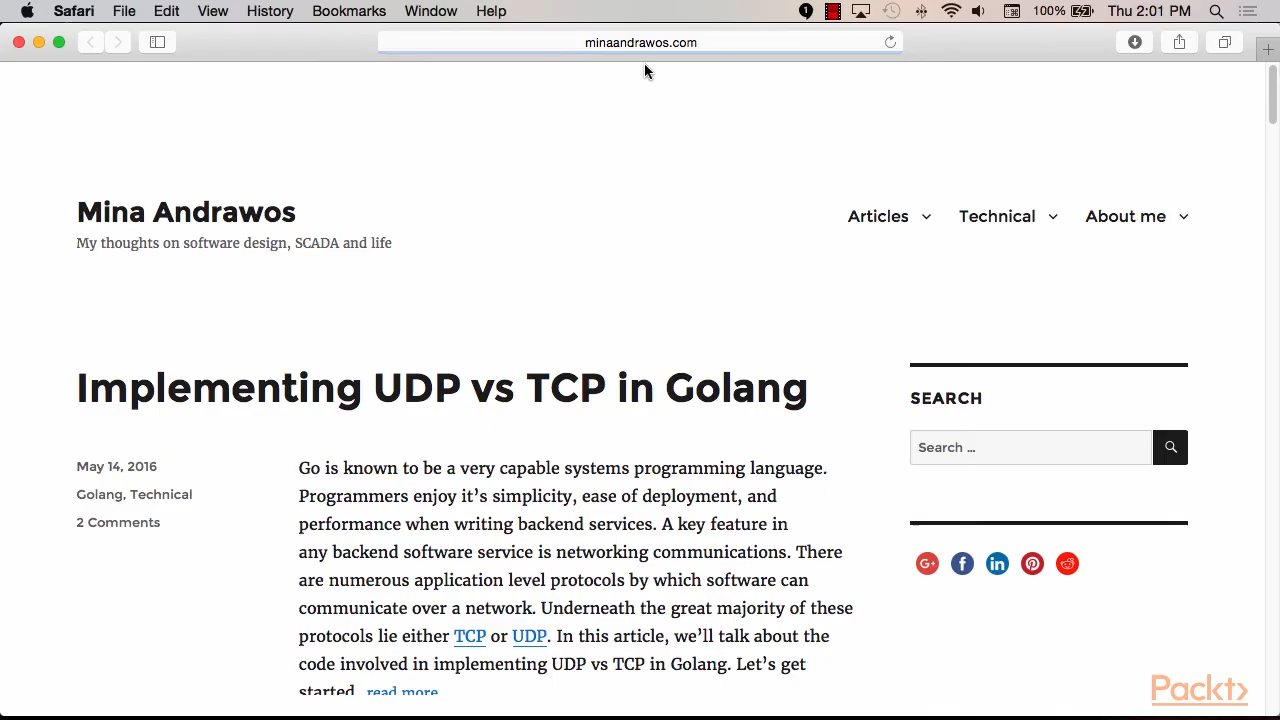 Safari File Edit View History Bookmarks Window Help 100% Thu 2:01 PM
minaandrawos.com
Mina Andrawos
My thoughts on software design, SCADA and life
Articles Technical About me
Implementing UDP vs TCP in Golang
May 14, 2016
Golang, Technical
2 Comments
Go is known to be a very capable systems programming language.
Programmers enjoy it's simplicity, ease of deployment, and
performance when writing backend services. A key feature in
any backend software service is networking communications. There
are numerous application level protocols by which software can
communicate over a network. Underneath the great majority of these
protocols lie either TCP or UDP. In this article, we'll talk about the
code involved in implementing UDP vs TCP in Golang. Let's get
started. read more
SEARCH
Search ...
Packt